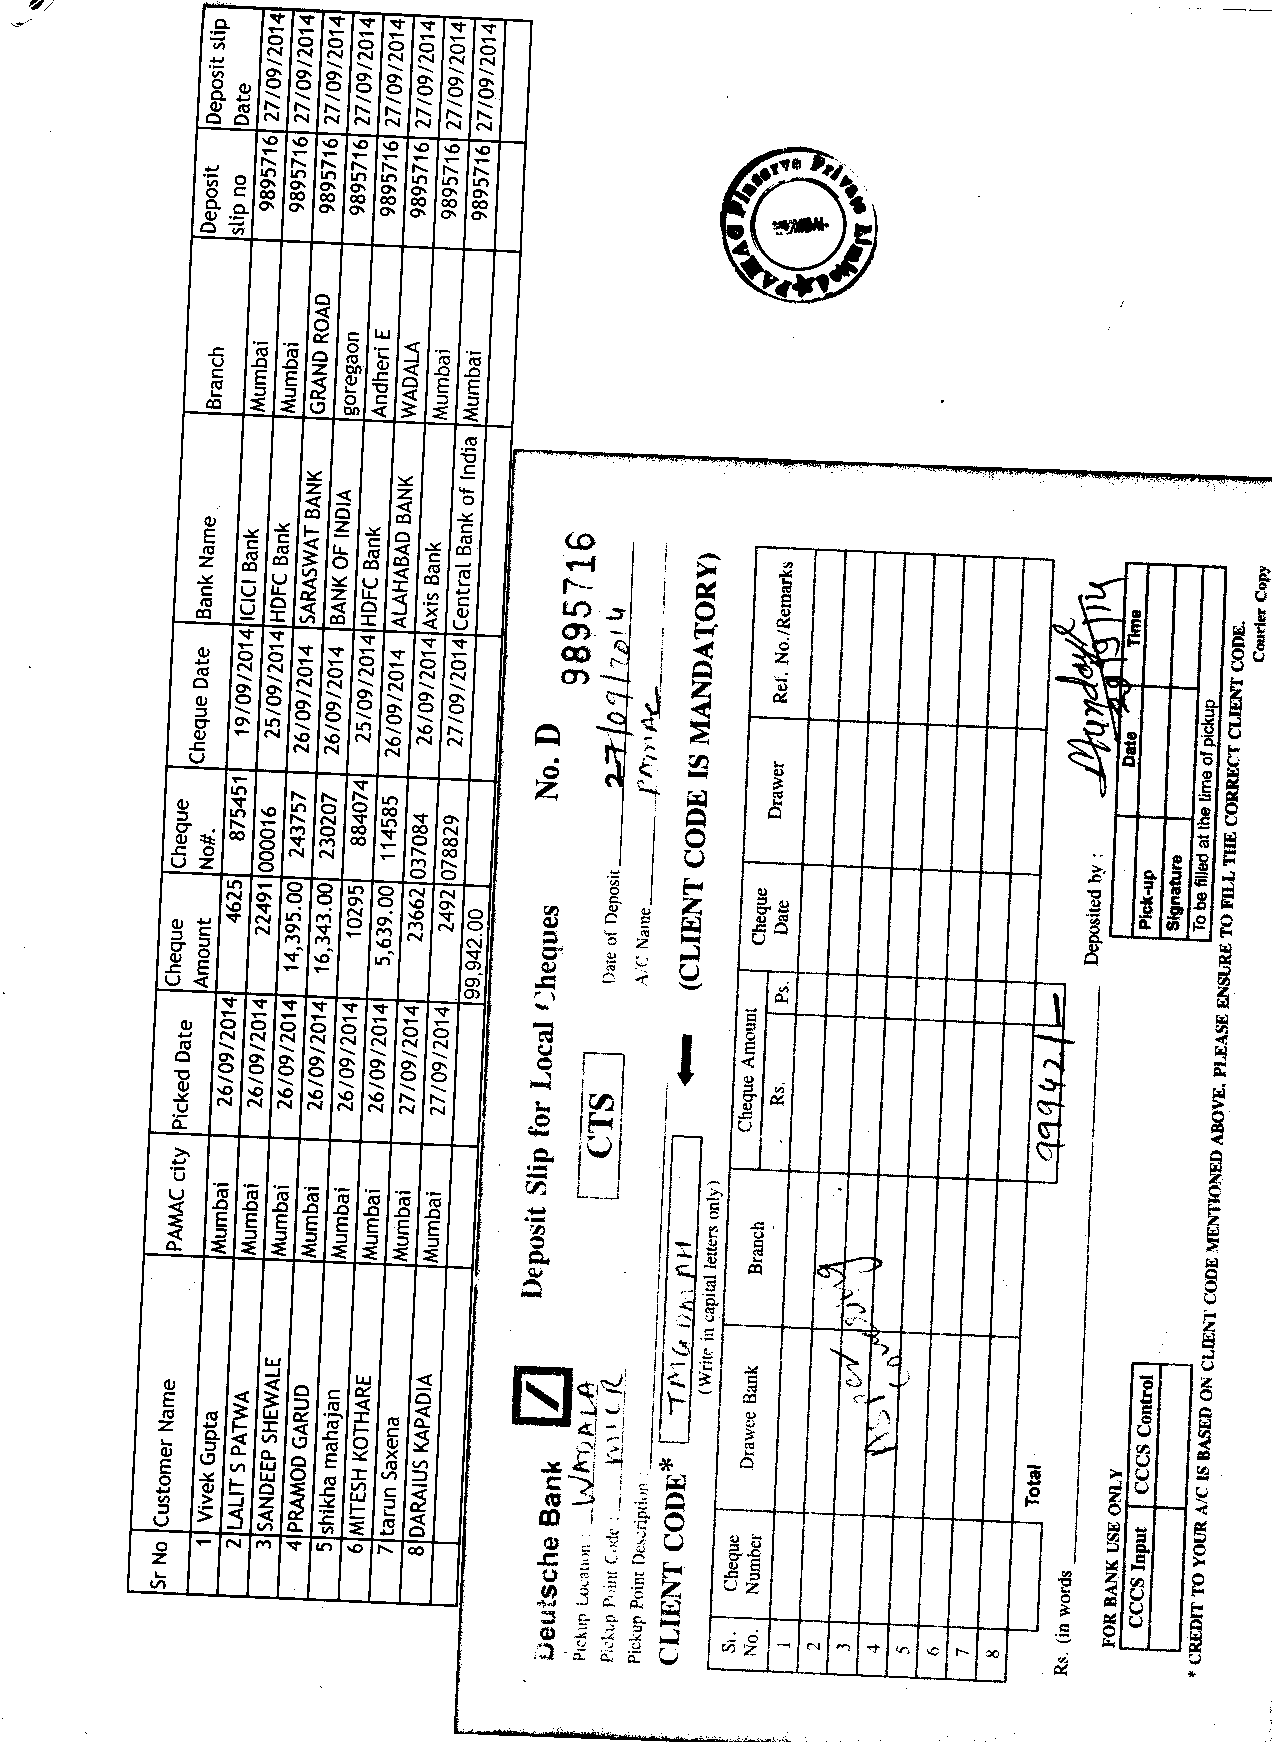 Sr No Customer Name PAMAC city Picked Date Cheque Amount Cheque No#. Cheque Date Bank Name Branch Deposit slip no Deposit slip Date
1 Vivek Gupta Mumbai 26/09/2014 4625 875451 19/09/2014 ICICI Bank Mumbai 9895716 27/09/2014
2 LALIT S PATWA Mumbai 26/09/2014 22491 000016 25/09/2014 HDFC Bank Mumbai 9895716 27/09/2014
3 SANDEEP SHEWALE Mumbai 26/09/2014 14,395.00 243757 26/09/2014 SARASWAT BANK GRAND ROAD 9895716 27/09/2014
4 PRAMOD GARUD Mumbai 26/09/2014 16,343.00 230207 26/09/2014 BANK OF INDIA goregaon 9895716 27/09/2014
5 shikha mahajan Mumbai 26/09/2014 10295 884074 25/09/2014 HDFC Bank Andheri E 9895716 27/09/2014
6 MITESH KOTHARE Mumbai 26/09/2014 5,639.00 114585 26/09/2014 ALAHABAD BANK WADALA 9895716 27/09/2014
7 tarun Saxena Mumbai 27/09/2014 23662 037084 26/09/2014 Axis Bank Mumbai 9895716 27/09/2014
8 DARAIUS KAPADIA Mumbai 27/09/2014 2492 078829 27/09/2014 Central Bank of India Mumbai 9895716 27/09/2014
99,942.00
PAMAC Finserve Private Limited
MUMBAI
Deutsche Bank Deposit Slip for Local Cheques No. D 9895716
Pickup Location : WADALA CTS Date of Deposit 27/09/2014
Pickup Point Code : MICR A/C Name PAMAC
Pickup Point Description
CLIENT CODE* (CLIENT CODE IS MANDATORY)
(Write in capital letters only)
Sr. No. Cheque Number Drawee Bank Branch Cheque Amount Rs. Ps. Cheque Date Drawer Ref. No./Remarks
1
2
3
4
5
6
7
8
Total 99942/-
Rs. (in words Deposited by :
FOR BANK USE ONLY
CCCS Input CCCS Control
Date Time
Pick-up
Signature
To be filled at the time of pickup
* CREDIT TO YOUR A/C IS BASED ON CLIENT CODE MENTIONED ABOVE. PLEASE ENSURE TO FILL THE CORRECT CLIENT CODE.
Courier Copy